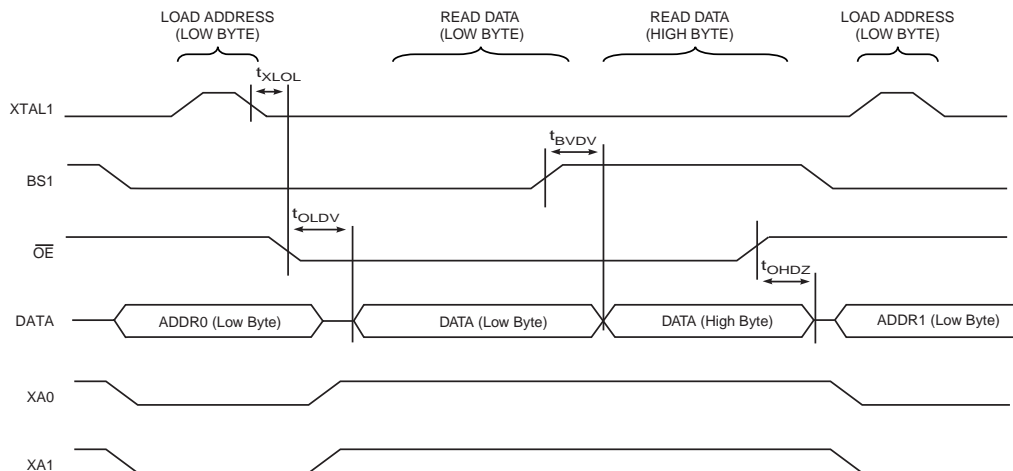 LOAD ADDRESS
(LOW BYTE)
READ DATA
(LOW BYTE)
READ DATA
(HIGH BYTE)
LOAD ADDRESS
(LOW BYTE)
tXLOL
XTAL1
tBVDV
BS1
tOLDV
OE
tOHDZ
DATA
ADDR0 (Low Byte)
DATA (Low Byte)
DATA (High Byte)
ADDR1 (Low Byte)
XA0
XA1